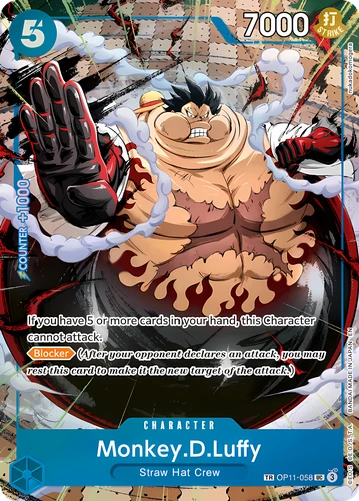 5
7000
打
STRIKE
COUNTER +1000
If you have 5 or more cards in your hand, this Character
cannot attack.
Blocker (After your opponent declares an attack, you may
rest this card to make it the new target of the attack.)
CHARACTER
Monkey.D.Luffy
Straw Hat Crew
TR OP11-058 UC 3